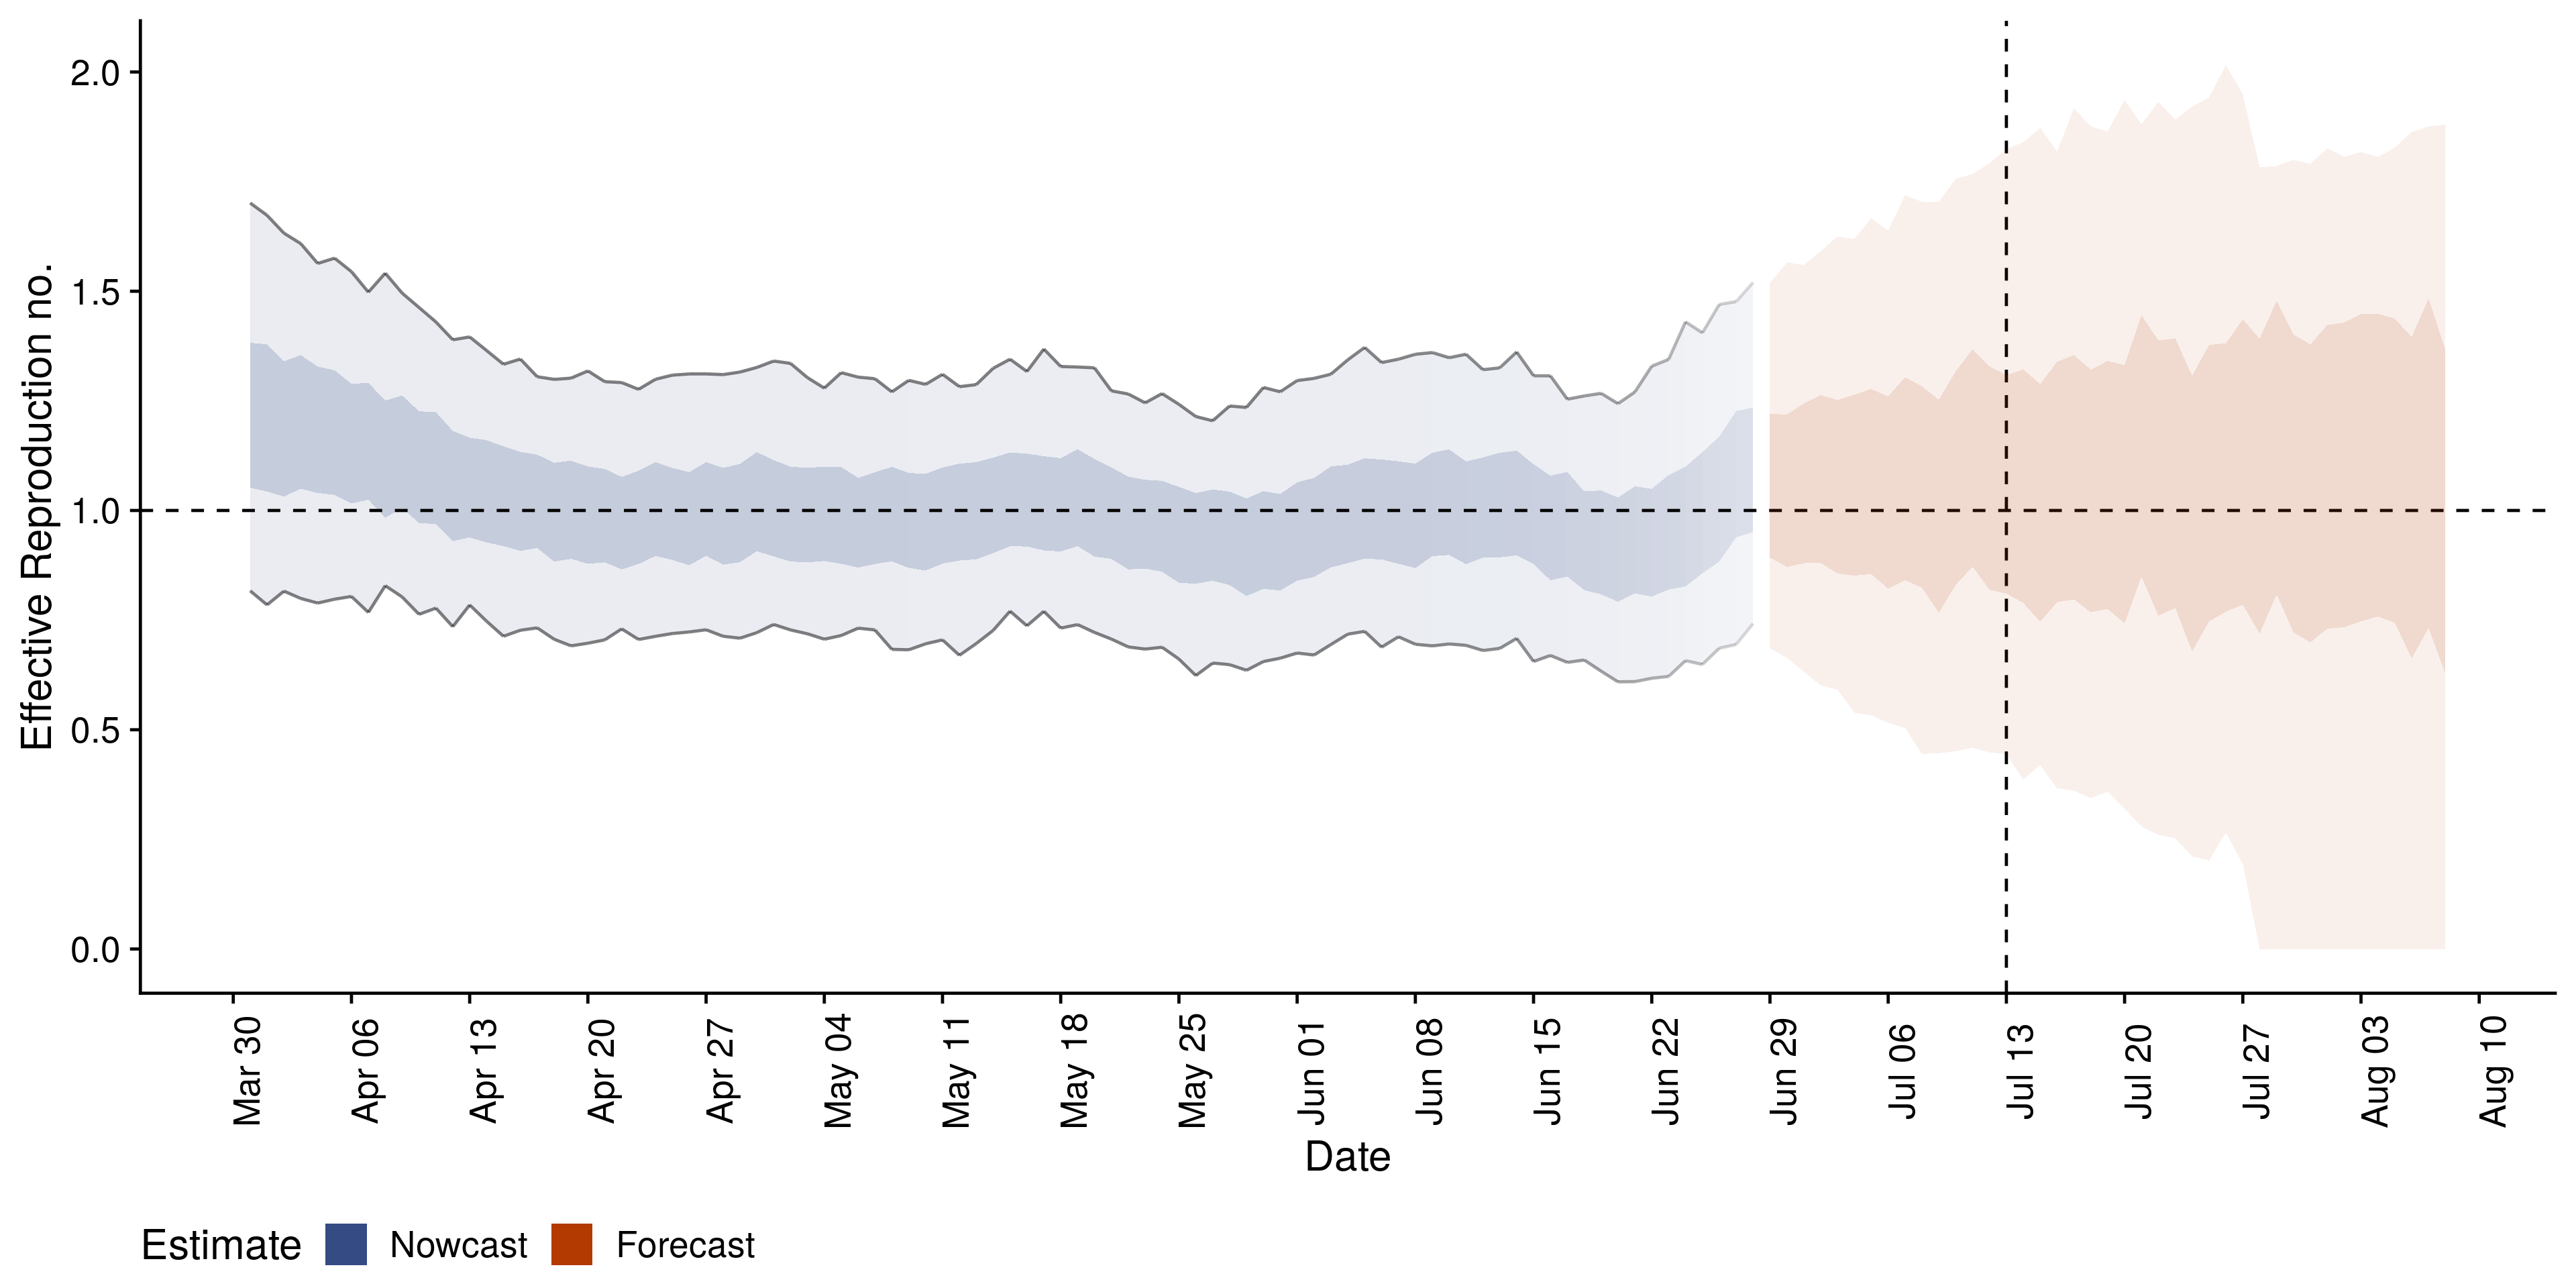 Effective Reproduction no.
2.0
1.5
1.0
0.5
0.0
Mar 30
Apr 06
Apr 13
Apr 20
Apr 27
May 04
May 11
May 18
May 25
Jun 01
Jun 08
Jun 15
Jun 22
Jun 29
Jul 06
Jul 13
Jul 20
Jul 27
Aug 03
Aug 10
Date
Estimate Nowcast Forecast